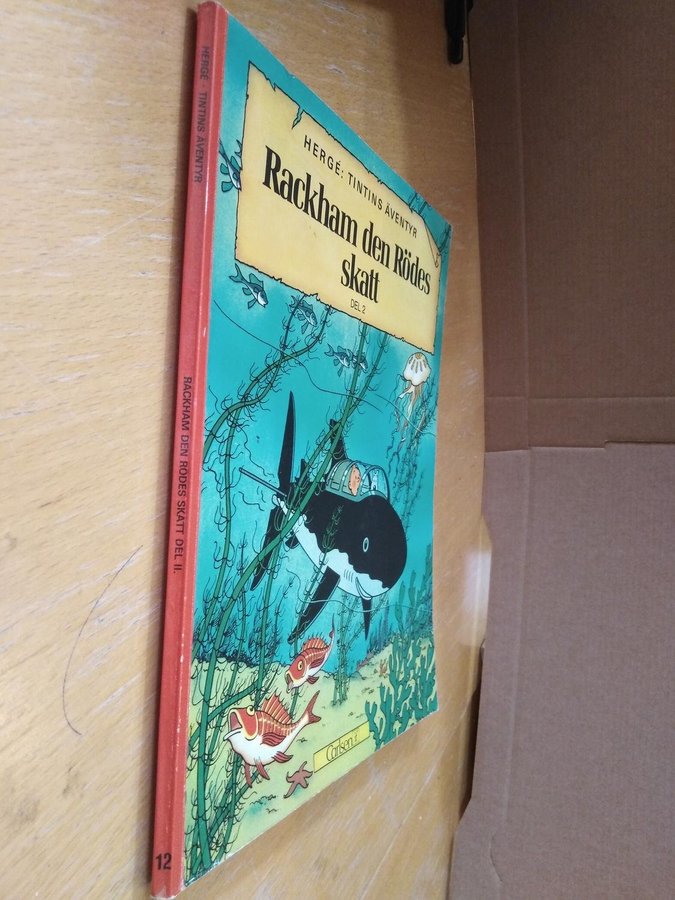 HERGÉ: TINTINS ÄVENTYR
Rackham den Rödes
skatt
DEL 2
Carlsen
HERGÉ · TINTINS ÄVENTYR
RACKHAM DEN RÖDES SKATT DEL II.
12